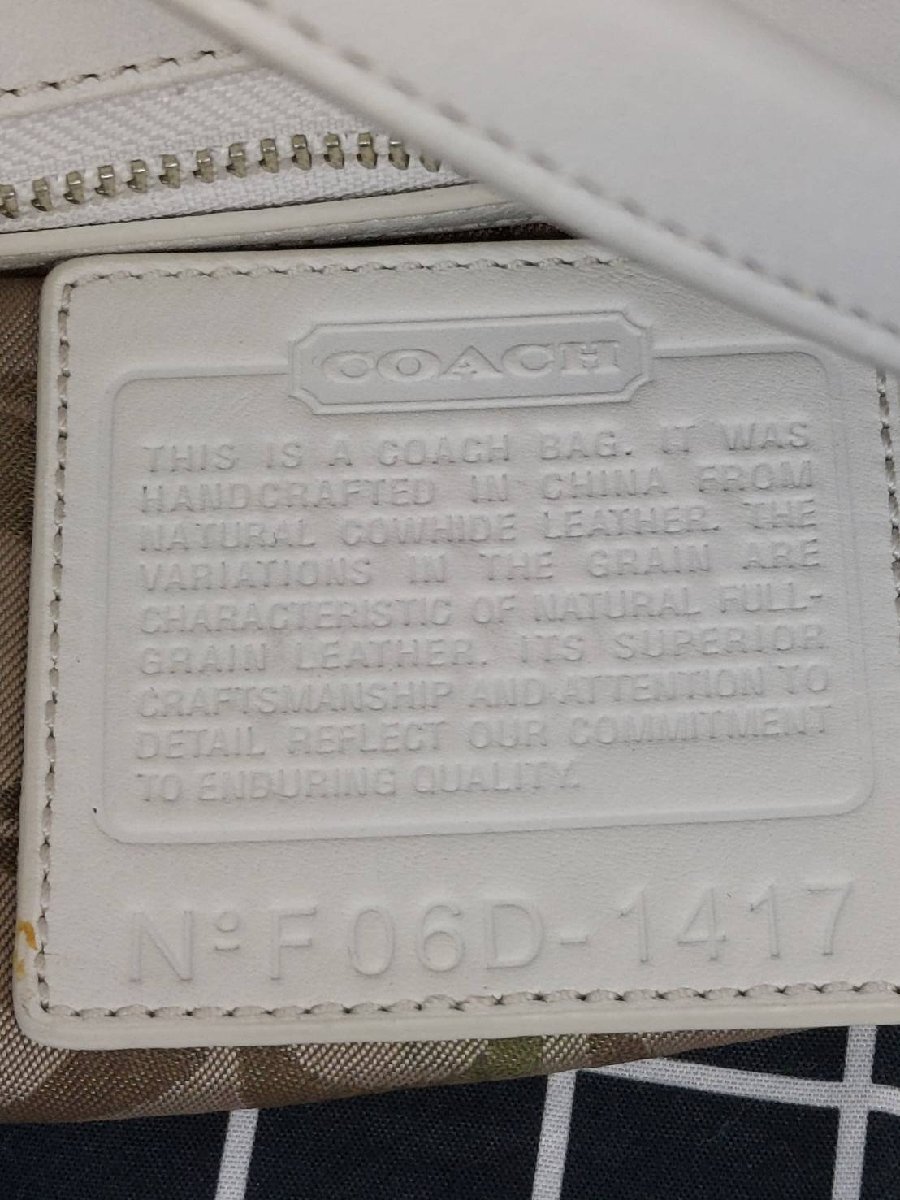 COACH
THIS IS A COACH BAG. IT WAS
HANDCRAFTED IN CHINA FROM
NATURAL COWHIDE LEATHER. THE
VARIATIONS IN THE GRAIN ARE
CHARACTERISTIC OF NATURAL FULL-
GRAIN LEATHER. ITS SUPERIOR
CRAFTSMANSHIP AND ATTENTION TO
DETAIL REFLECT OUR COMMITMENT
TO ENDURING QUALITY.
Nº F06D-1417